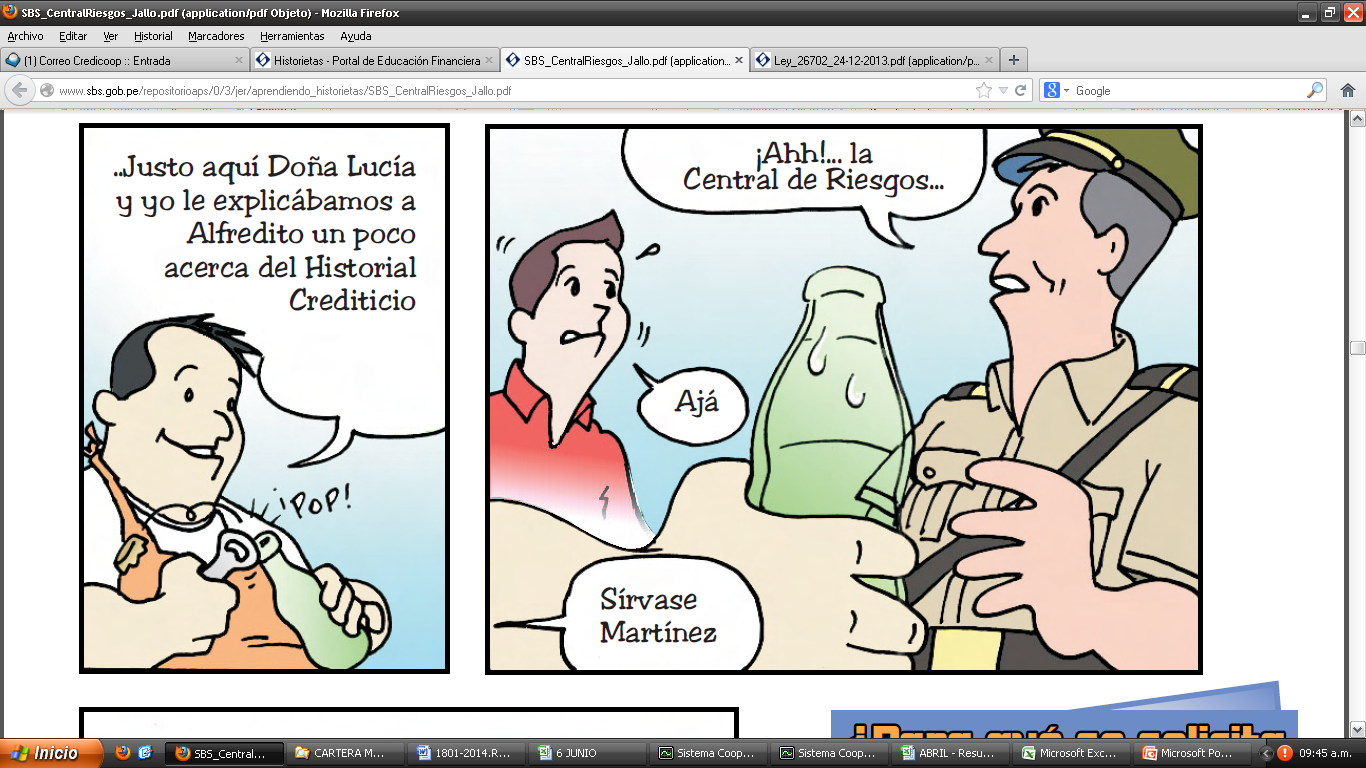 SBS_CentralRiesgos_Jallo.pdf (application/pdf Objeto) - Mozilla Firefox
Archivo Editar Ver Historial Marcadores Herramientas Ayuda
(1) Correo Credicoop :: Entrada
Historietas - Portal de Educación Financiera
SBS_CentralRiesgos_Jallo.pdf (application...
Ley_26702_24-12-2013.pdf (application/p...
www.sbs.gob.pe/repositorioaps/0/3/jer/aprendiendo_historietas/SBS_CentralRiesgos_Jallo.pdf
Google
..Justo aquí Doña Lucía
y yo le explicábamos a
Alfredito un poco
acerca del Historial
Crediticio
¡POP!
¡Ahh!... la
Central de Riesgos...
Ajá
Sírvase
Martínez
¿Para qué se solicita
Inicio
SBS_Central...
CARTERA M...
1801-2014.R...
6 JUNIO
Sistema Coop...
Sistema Coop...
ABRIL - Resu...
Microsoft Exc...
Microsoft Po...
09:45 a.m.